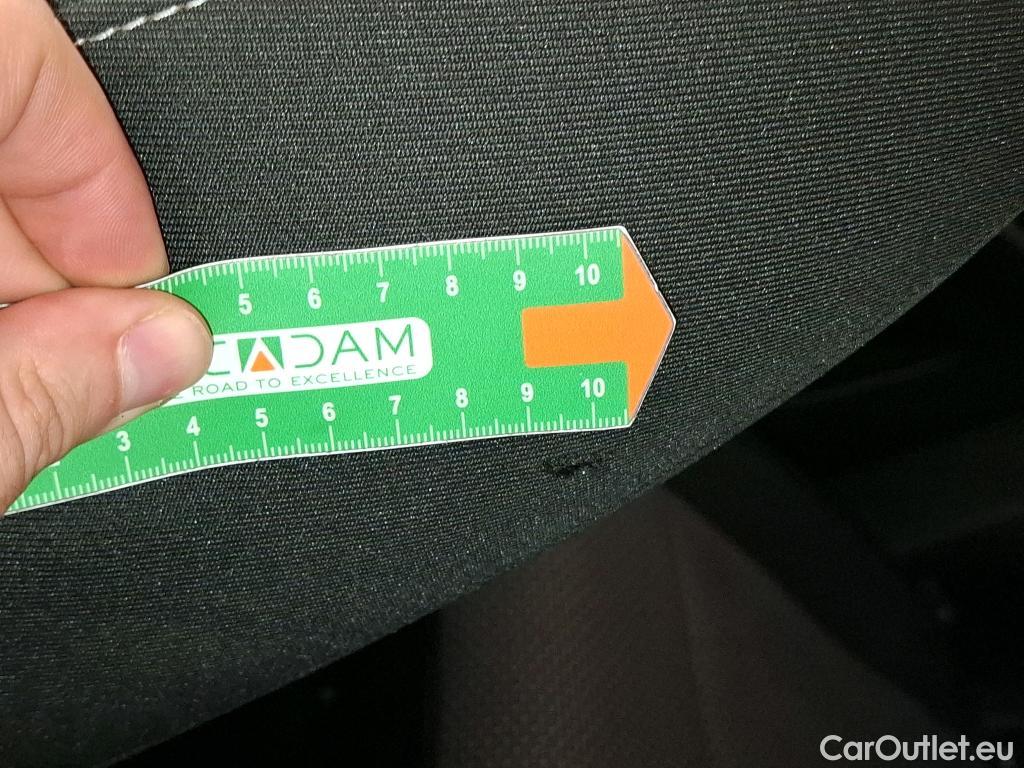 5 6 7 8 9 10
CADAM
ROAD TO EXCELLENCE
2 3 4 5 6 7 8 9 10
CarOutlet.eu